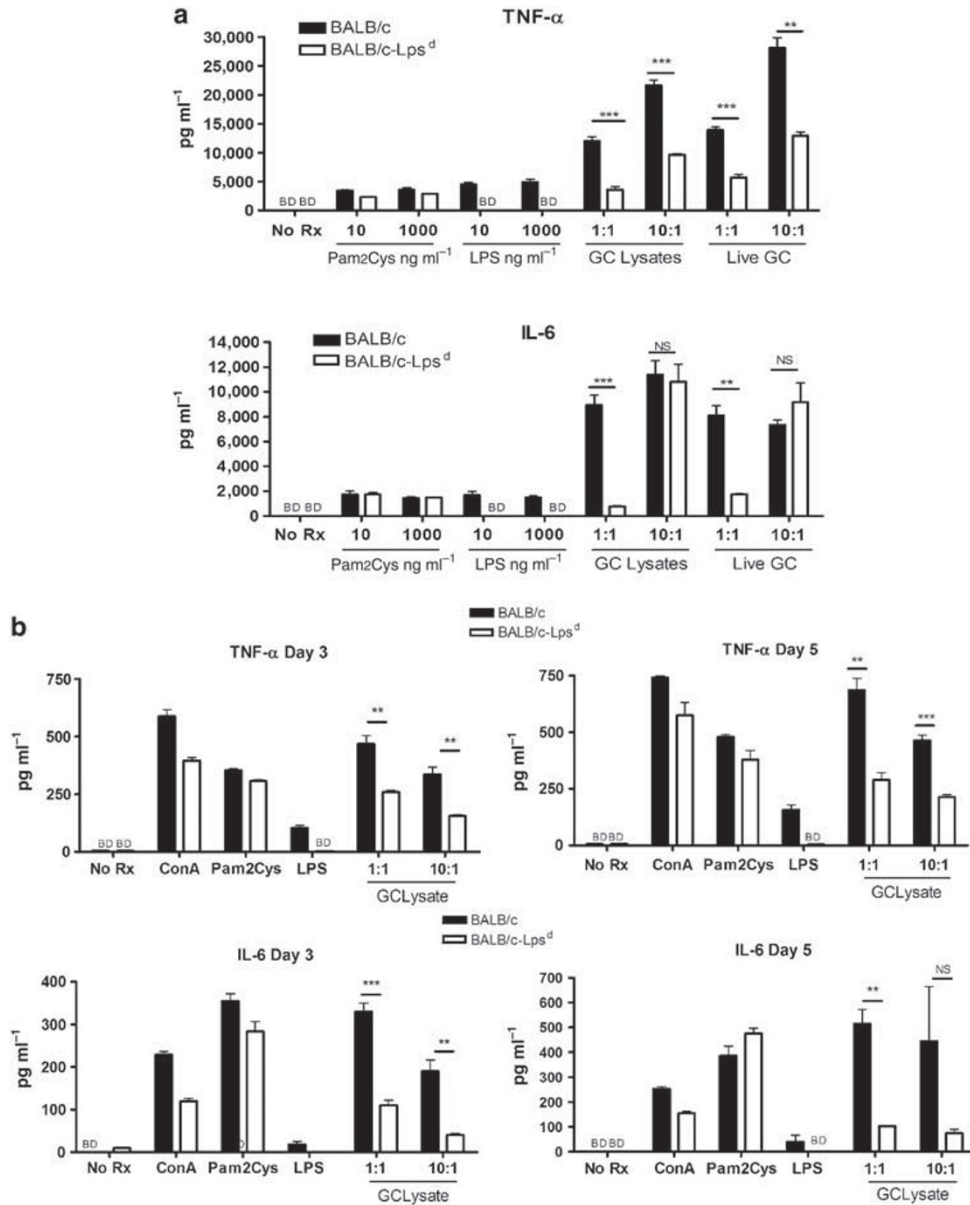 a
TNF-α
BALB/c
BALB/c-Lps^d
30,000
25,000
20,000
15,000
10,000
5,000
0
pg ml⁻¹
BD BD
BD
BD
***
***
***
**
No Rx
10
1000
10
1000
1:1
10:1
1:1
10:1
Pam2Cys ng ml⁻¹
LPS ng ml⁻¹
GC Lysates
Live GC
IL-6
BALB/c
BALB/c-Lps^d
14,000
12,000
10,000
8,000
6,000
4,000
2,000
0
pg ml⁻¹
BD BD
BD
BD
***
NS
**
NS
No Rx
10
1000
10
1000
1:1
10:1
1:1
10:1
Pam2Cys ng ml⁻¹
LPS ng ml⁻¹
GC Lysates
Live GC
b
BALB/c
BALB/c-Lps^d
TNF-α Day 3
750
500
250
0
pg ml⁻¹
BD BD
BD
**
**
No Rx
ConA
Pam2Cys
LPS
1:1
10:1
GCLysate
TNF-α Day 5
750
500
250
0
pg ml⁻¹
BD BD
BD
**
***
No Rx
ConA
Pam2Cys
LPS
1:1
10:1
GCLysate
BALB/c
BALB/c-Lps^d
IL-6 Day 3
400
300
200
100
0
pg ml⁻¹
BD
***
**
No Rx
ConA
Pam2Cys
LPS
1:1
10:1
GCLysate
IL-6 Day 5
700
600
500
400
300
200
100
0
pg ml⁻¹
BD BD
BD
**
NS
No Rx
ConA
Pam2Cys
LPS
1:1
10:1
GCLysate